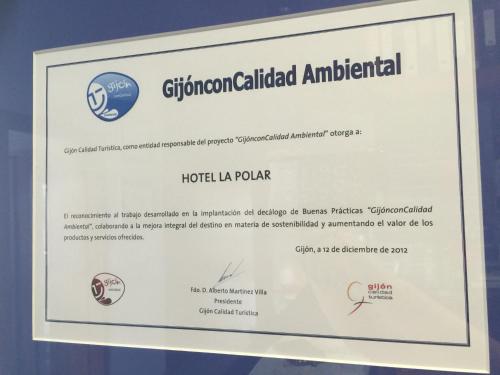 gijón
GijónconCalidad Ambiental
Gijón Calidad Turística, como entidad responsable del proyecto "GijónconCalidad Ambiental" otorga a:
HOTEL LA POLAR
El reconocimiento al trabajo desarrollado en la implantación del decálogo de Buenas Prácticas "GijónconCalidad
Ambiental", colaborando a la mejora integral del destino en materia de sostenibilidad y aumentando el valor de los
productos y servicios ofrecidos.
Gijón, a 12 de diciembre de 2012
gijón
Fdo. D. Alberto Martínez Villa
Presidente
Gijón Calidad Turística
gijón
calidad
turística